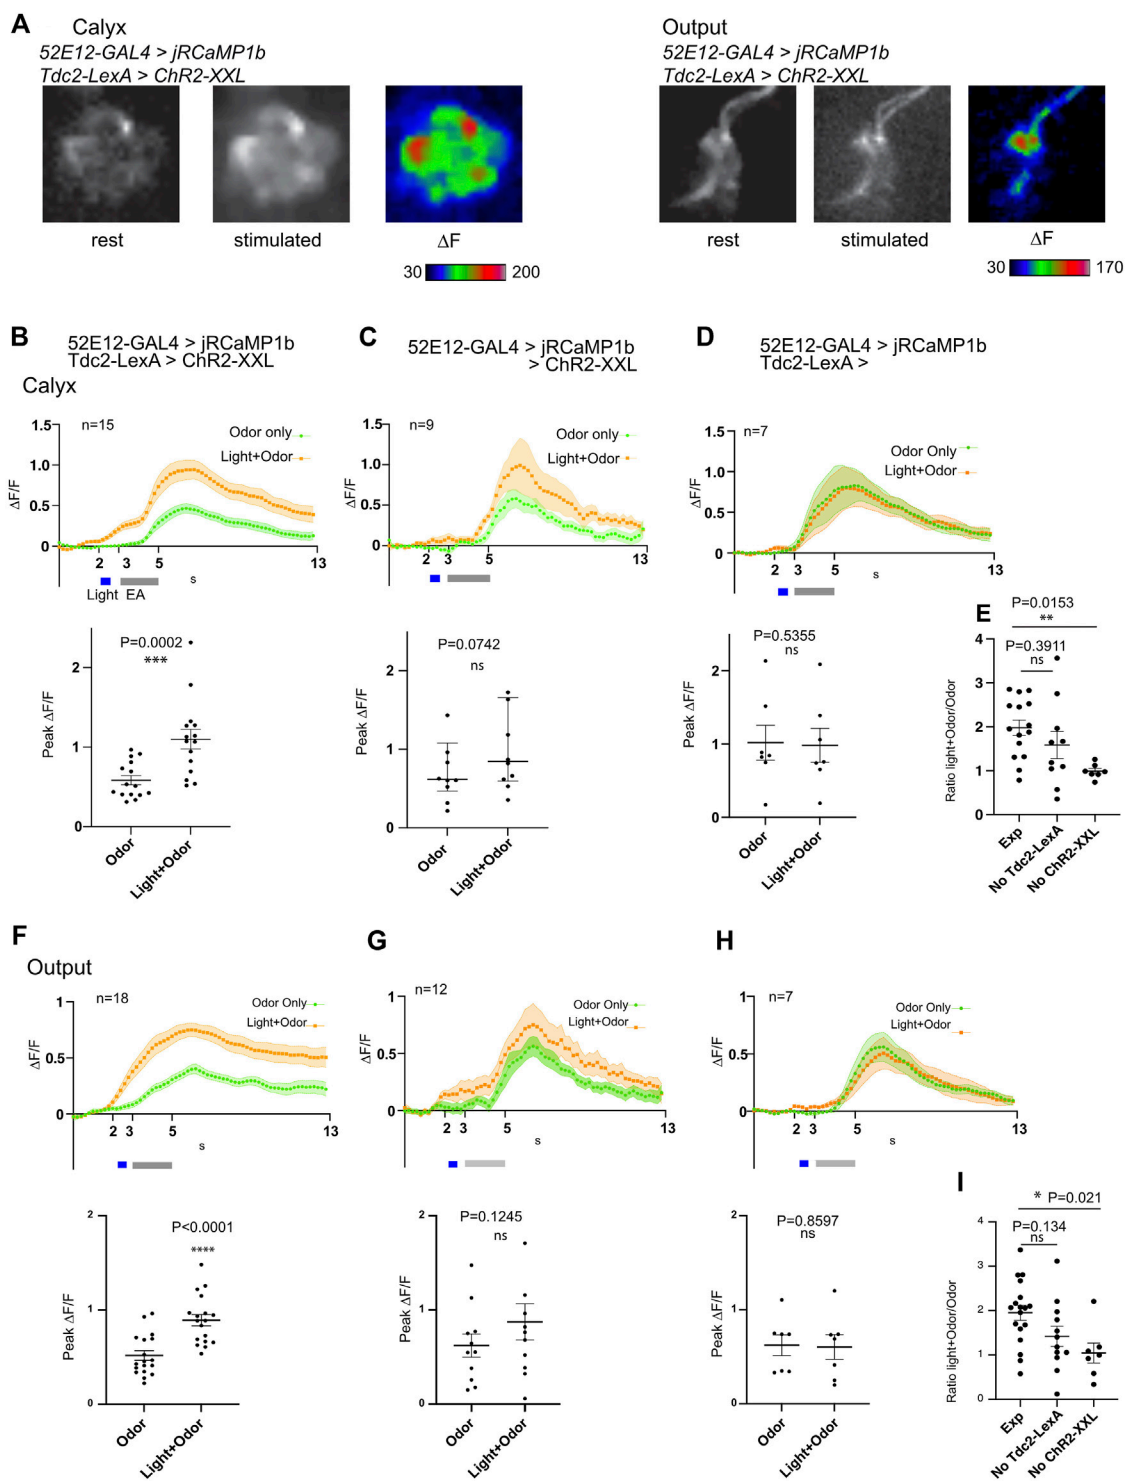 A Calyx
52E12-GAL4 > jRCaMP1b
Tdc2-LexA > ChR2-XXL
rest stimulated ΔF
30 200
Output
52E12-GAL4 > jRCaMP1b
Tdc2-LexA > ChR2-XXL
rest stimulated ΔF
30 170
B 52E12-GAL4 > jRCaMP1b
Tdc2-LexA > ChR2-XXL
Calyx
1.5
1.0
0.5
0
ΔF/F
n=15
Odor only
Light+Odor
2 3 5 13
s
Light EA
P=0.0002
***
2
1
0
Peak ΔF/F
Odor
Light+Odor
C 52E12-GAL4 > jRCaMP1b
> ChR2-XXL
1.5
1.0
0.5
0
ΔF/F
n=9
Odor only
Light+Odor
2 3 5 13
P=0.0742
ns
2
1
0
Peak ΔF/F
Odor
Light+Odor
D 52E12-GAL4 > jRCaMP1b
Tdc2-LexA >
1.5
1.0
0.5
0
ΔF/F
n=7
Odor Only
Light+Odor
2 3 5 13
s
P=0.5355
ns
2
1
0
Peak ΔF/F
Odor
Light+Odor
E P=0.0153
**
P=0.3911
ns
4
3
2
1
0
Ratio light+Odor/Odor
Exp
No Tdc2-LexA
No ChR2-XXL
F
Output
1
0.5
0
ΔF/F
n=18
Odor Only
Light+Odor
2 3 5 13
s
P<0.0001
****
2
1
0
Peak ΔF/F
Odor
Light+Odor
G
1
0.5
0
ΔF/F
n=12
Odor Only
Light+Odor
2 3 5 13
P=0.1245
ns
2
1
0
Peak ΔF/F
Odor
Light+Odor
H
1
0.5
0
ΔF/F
n=7
Odor Only
Light+Odor
2 3 5 13
s
P=0.8597
ns
2
1
0
Peak ΔF/F
Odor
Light+Odor
I
* P=0.021
P=0.134
ns
4
3
2
1
0
Ratio light+Odor/Odor
Exp
No Tdc2-LexA
No ChR2-XXL